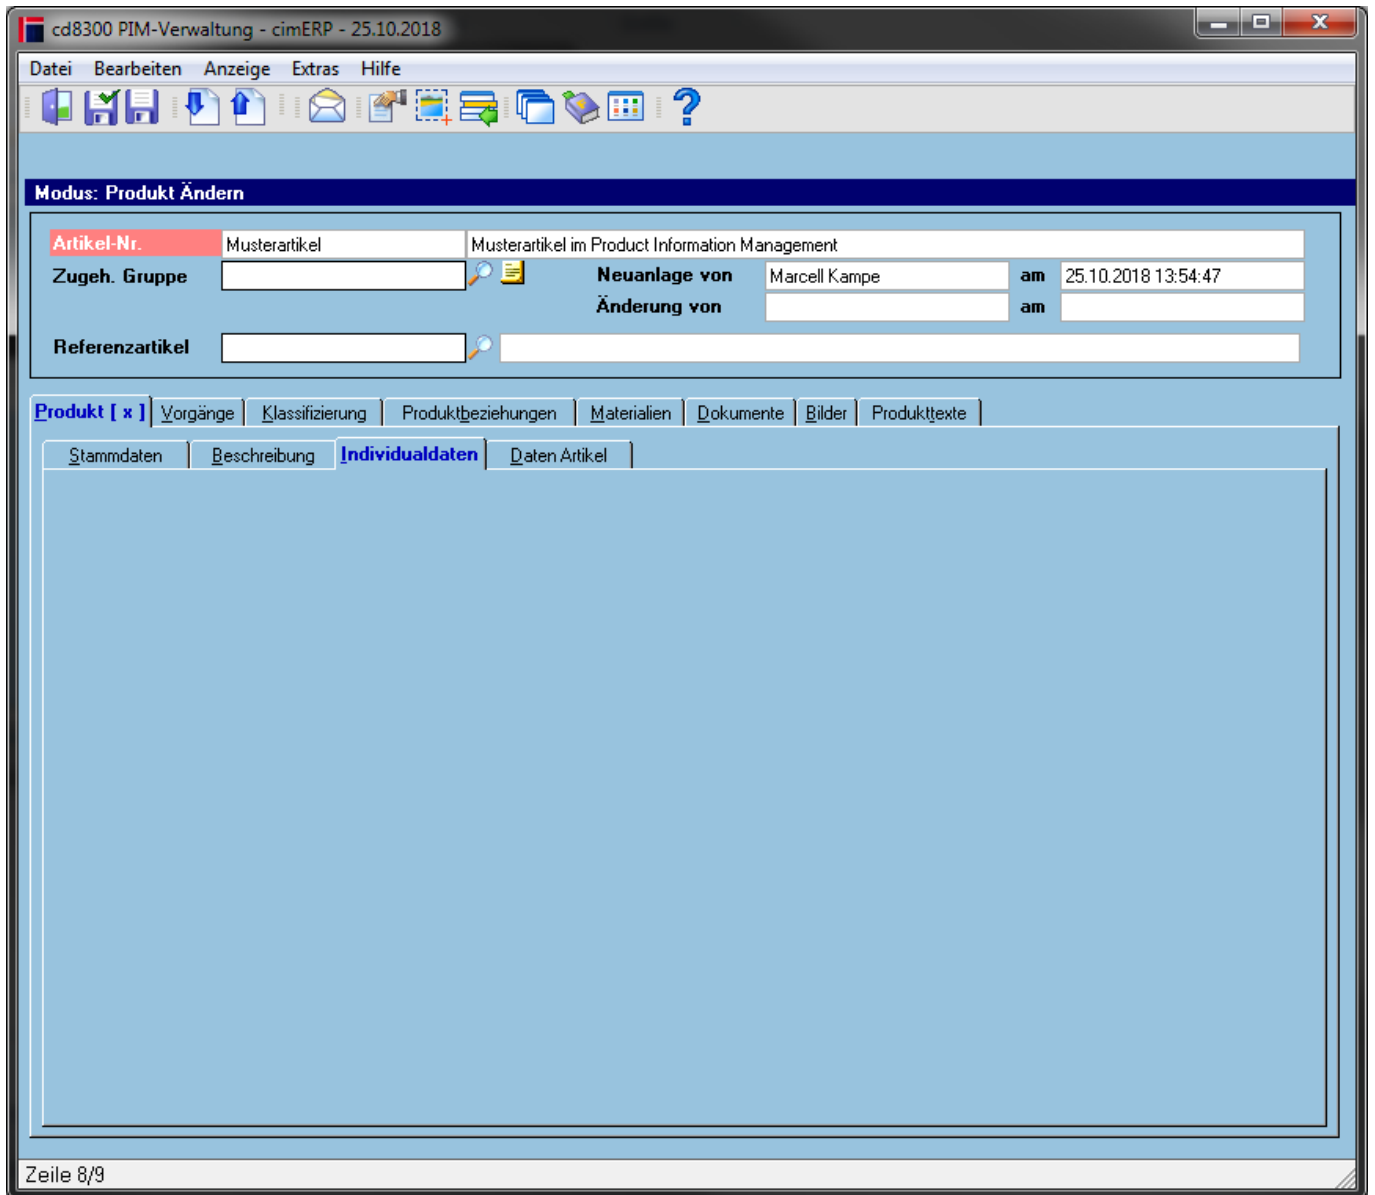 cd8300 PIM-Verwaltung - cimERP - 25.10.2018
Datei Bearbeiten Anzeige Extras Hilfe
Modus: Produkt Ändern
Artikel-Nr. Musterartikel Musterartikel im Product Information Management
Zugeh. Gruppe Neuanlage von Marcell Kampe am 25.10.2018 13:54:47
Änderung von am
Referenzartikel
Produkt [ x ] Vorgänge Klassifizierung Produktbeziehungen Materialien Dokumente Bilder Produkttexte
Stammdaten Beschreibung Individualdaten Daten Artikel
Zeile 8/9